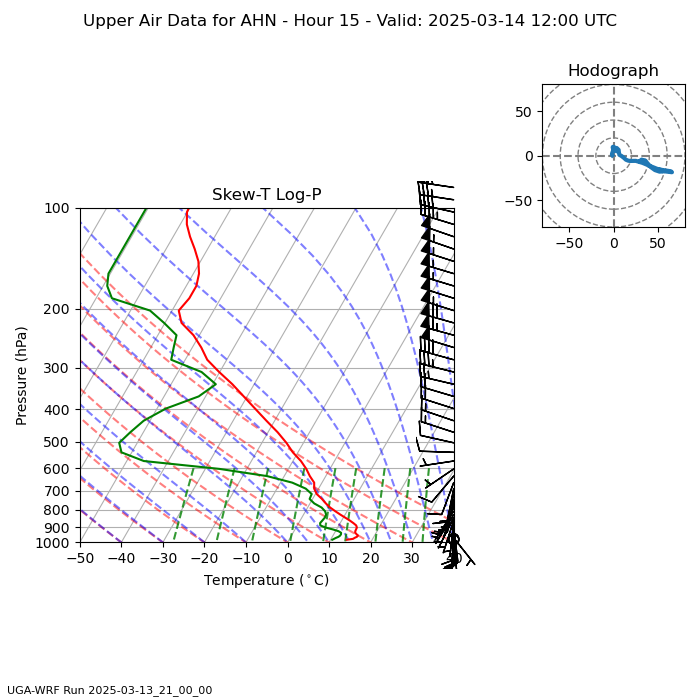 Upper Air Data for AHN - Hour 15 - Valid: 2025-03-14 12:00 UTC
Hodograph
50
0
−50
−50 0 50
Skew-T Log-P
Pressure (hPa)
100
200
300
400
500
600
700
800
900
1000
−50 −40 −30 −20 −10 0 10 20 30 40
Temperature (°C)
UGA-WRF Run 2025-03-13_21_00_00